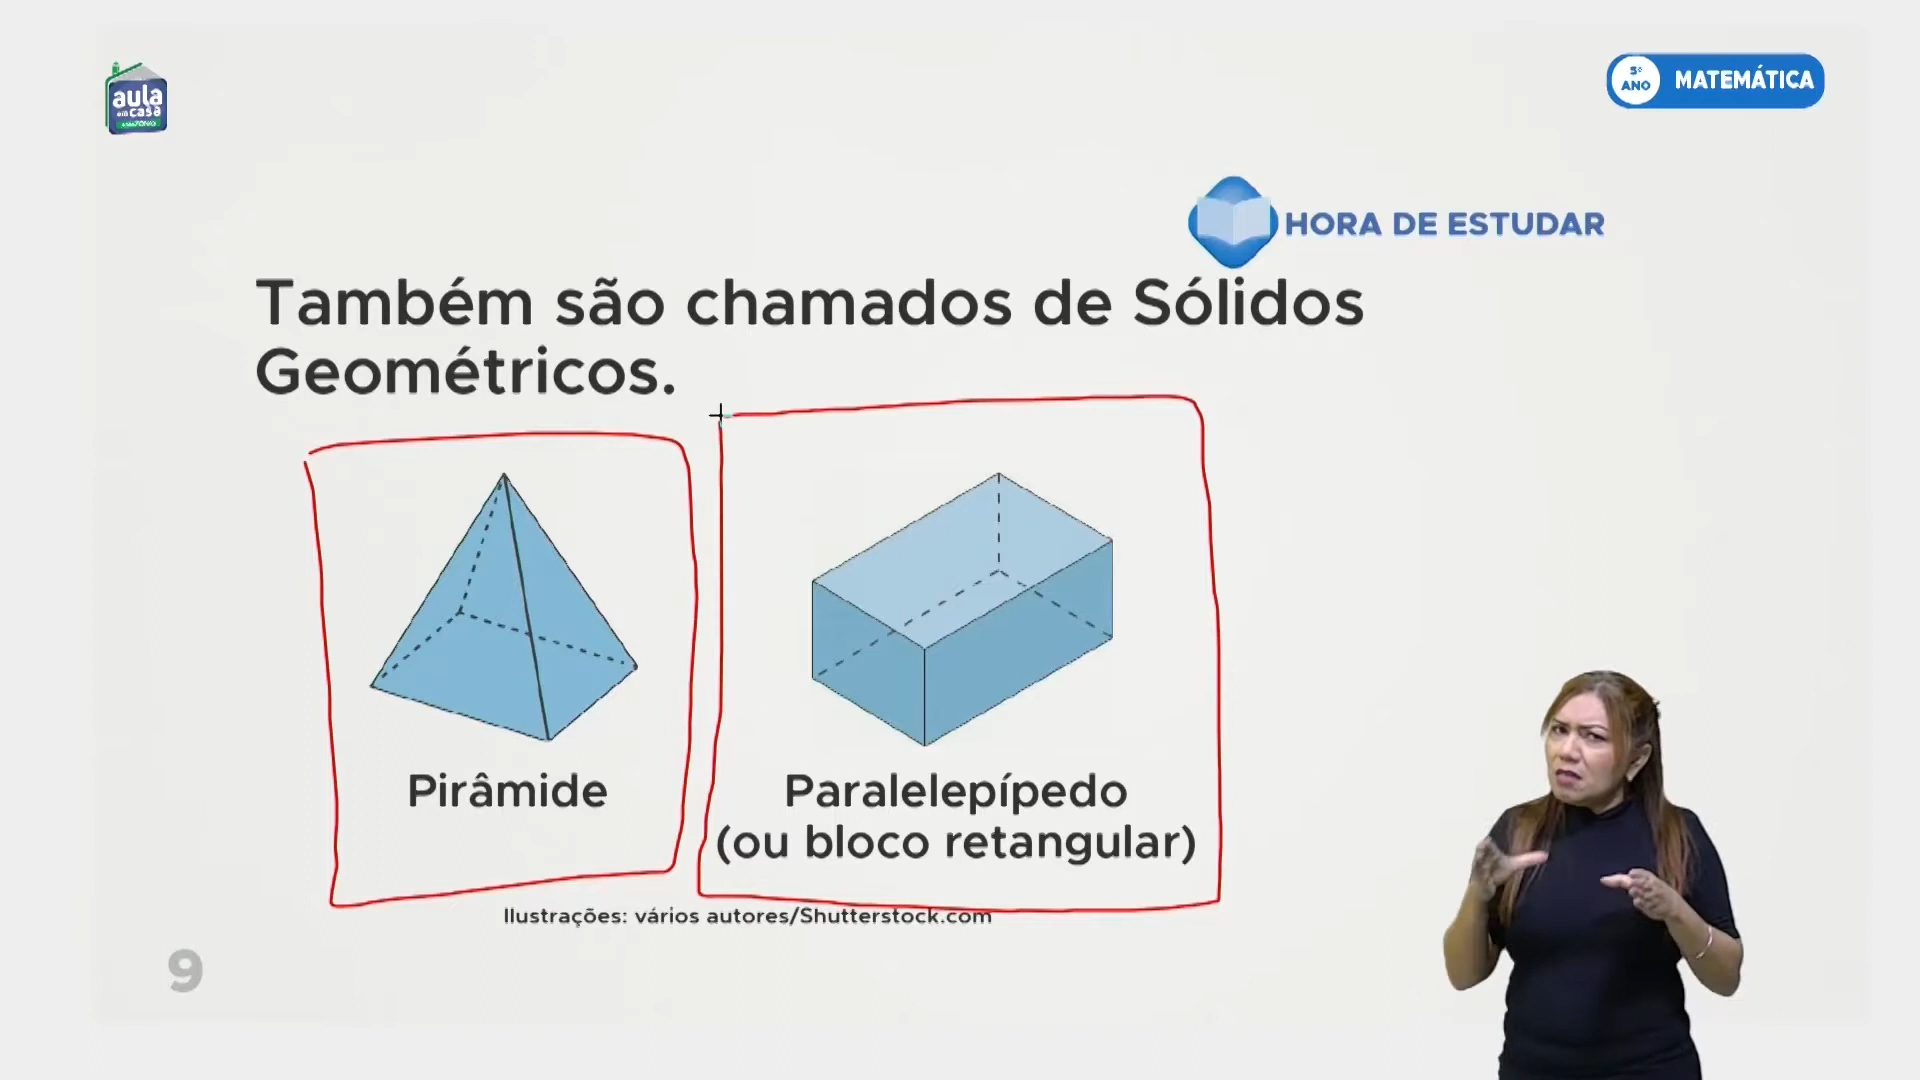 aula
em casa
5º
ANO
MATEMÁTICA
HORA DE ESTUDAR
Também são chamados de Sólidos
Geométricos.
Pirâmide
Paralelepípedo
(ou bloco retangular)
Ilustrações: vários autores/Shutterstock.com
9